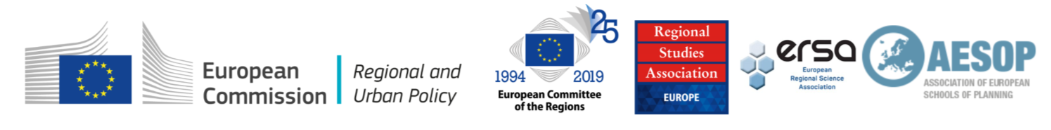 European
Commission
Regional and
Urban Policy
25
1994 2019
European Committee
of the Regions
Regional
Studies
Association
EUROPE
ersa
European
Regional Science
Association
AESOP
ASSOCIATION OF EUROPEAN
SCHOOLS OF PLANNING